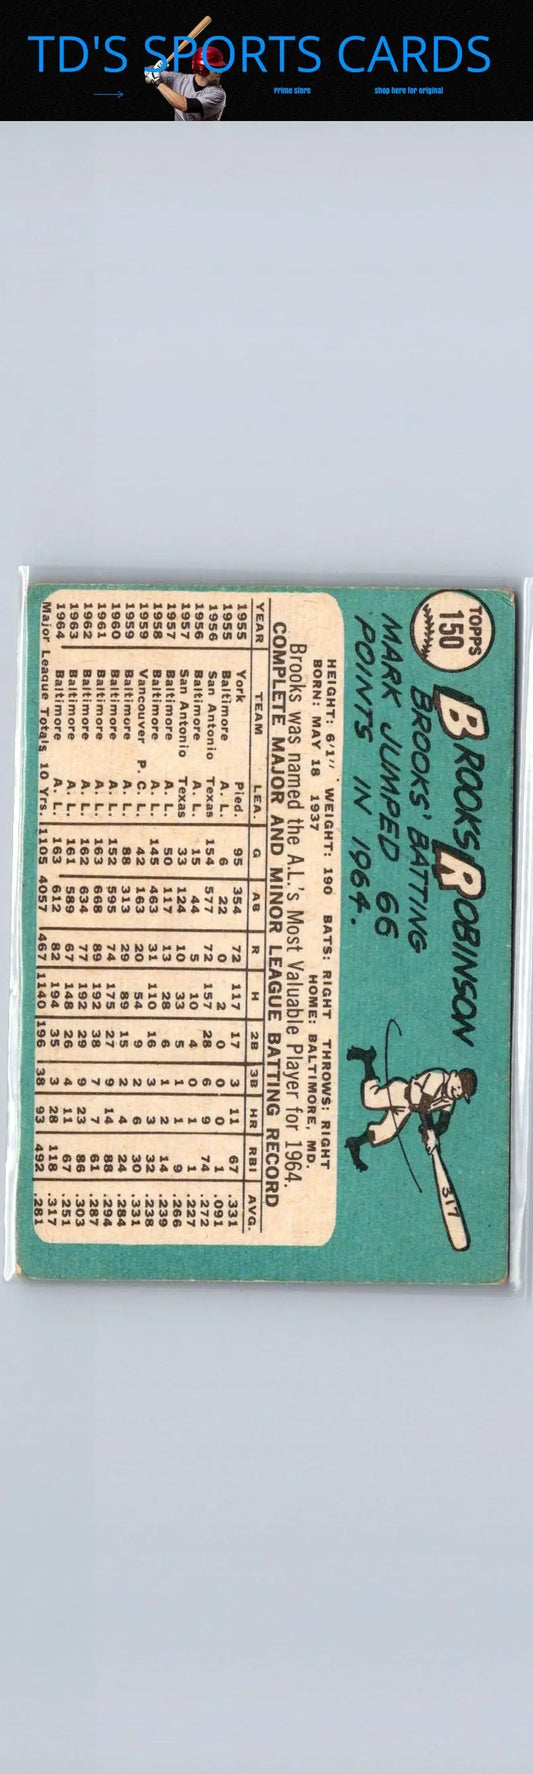 TD'S SPORTS CARDS
Prime store
shop here for original
TOPPS
150
BROOKS ROBINSON
BROOKS' BATTING
MARK JUMPED 66
POINTS IN 1964.
317
HEIGHT: 6'1" WEIGHT: 190 BATS: RIGHT THROWS: RIGHT
BORN: MAY 18 1937 HOME: BALTIMORE, MD.
Brooks was named the A.L.'s Most Valuable Player for 1964.
COMPLETE MAJOR AND MINOR LEAGUE BATTING RECORD
YEAR TEAM LEA. G AB R H 2B 3B HR RBI AVG.
1955 York Pied. 95 354 72 117 17 3 11 67 .331
1955 Baltimore A. L. 6 22 0 2 0 0 0 1 .091
1956 San Antonio Texas 154 577 72 157 28 6 9 74 .272
1956 Baltimore A. L. 15 44 5 10 4 0 1 1 .227
1957 San Antonio Texas 33 124 10 33 5 1 1 9 .266
1957 Baltimore A. L. 50 117 13 28 6 1 2 14 .239
1958 Baltimore A. L. 145 463 31 110 16 3 3 32 .238
1959 Vancouver P. C. L. 42 163 20 54 9 2 6 30 .331
1959 Baltimore A. L. 88 313 29 89 15 2 4 24 .284
1960 Baltimore A. L. 152 595 74 175 27 9 14 88 .294
1961 Baltimore A. L. 163 668 89 192 38 7 7 61 .287
1962 Baltimore A. L. 162 634 77 192 29 9 23 86 .303
1963 Baltimore A. L. 161 589 67 148 26 4 11 67 .251
1964 Baltimore A. L. 163 612 82 194 35 3 28 118 .317
Major League Totals 10 Yrs. 1105 4057 467 1140 196 38 93 492 .281